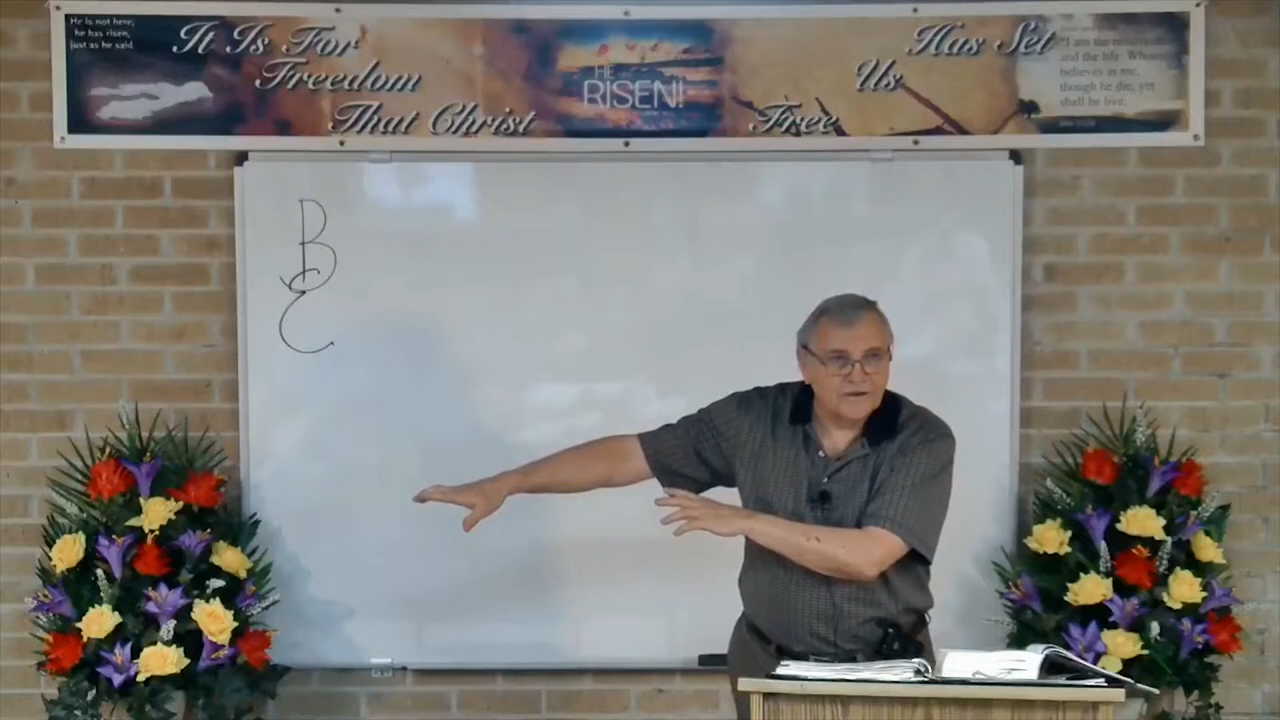 He is not here;
he has risen,
just as he said
It Is For
Freedom
That Christ
HE
RISEN!
Has Set
Us
Free
"I am the
and the life.
believes in me,
though he die, yet
shall he live,
B
C